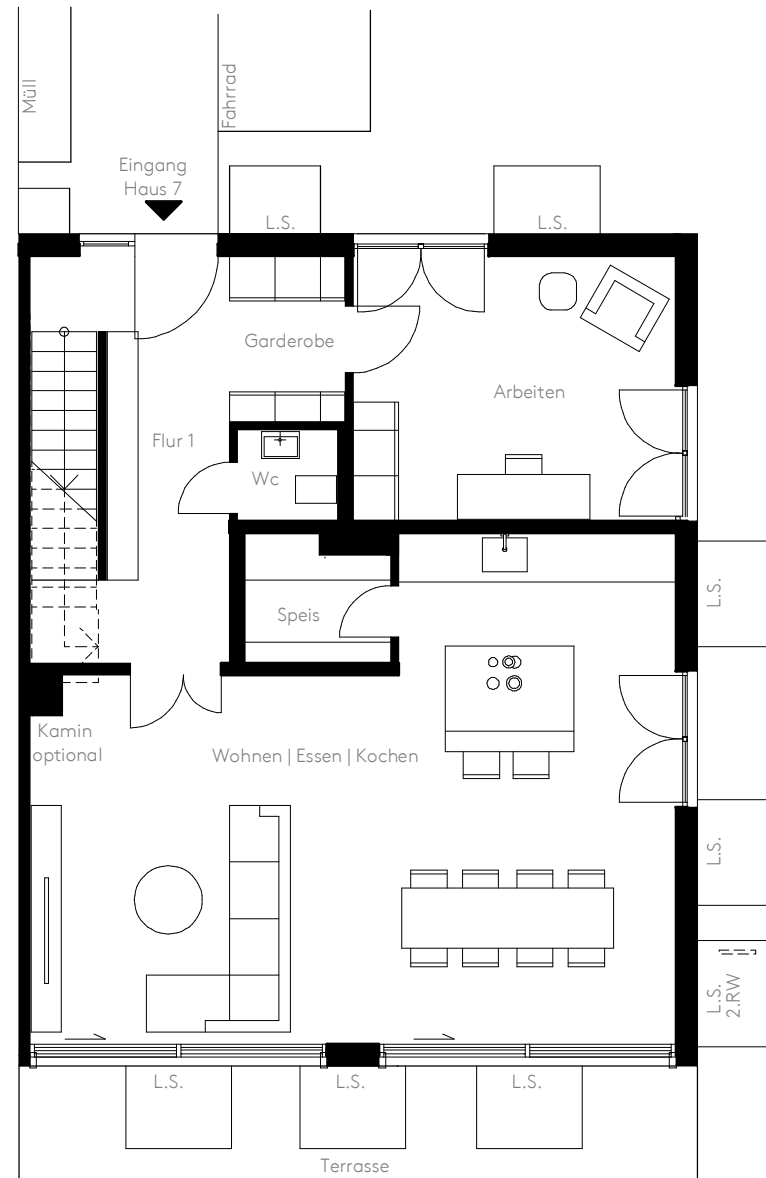 Müll
Fahrrad
Eingang
Haus 7
L.S.
L.S.
Garderobe
Arbeiten
Flur 1
Wc
L.S.
Speis
Kamin
optional
Wohnen | Essen | Kochen
L.S.
L.S.
2.RW
L.S.
L.S.
L.S.
Terrasse